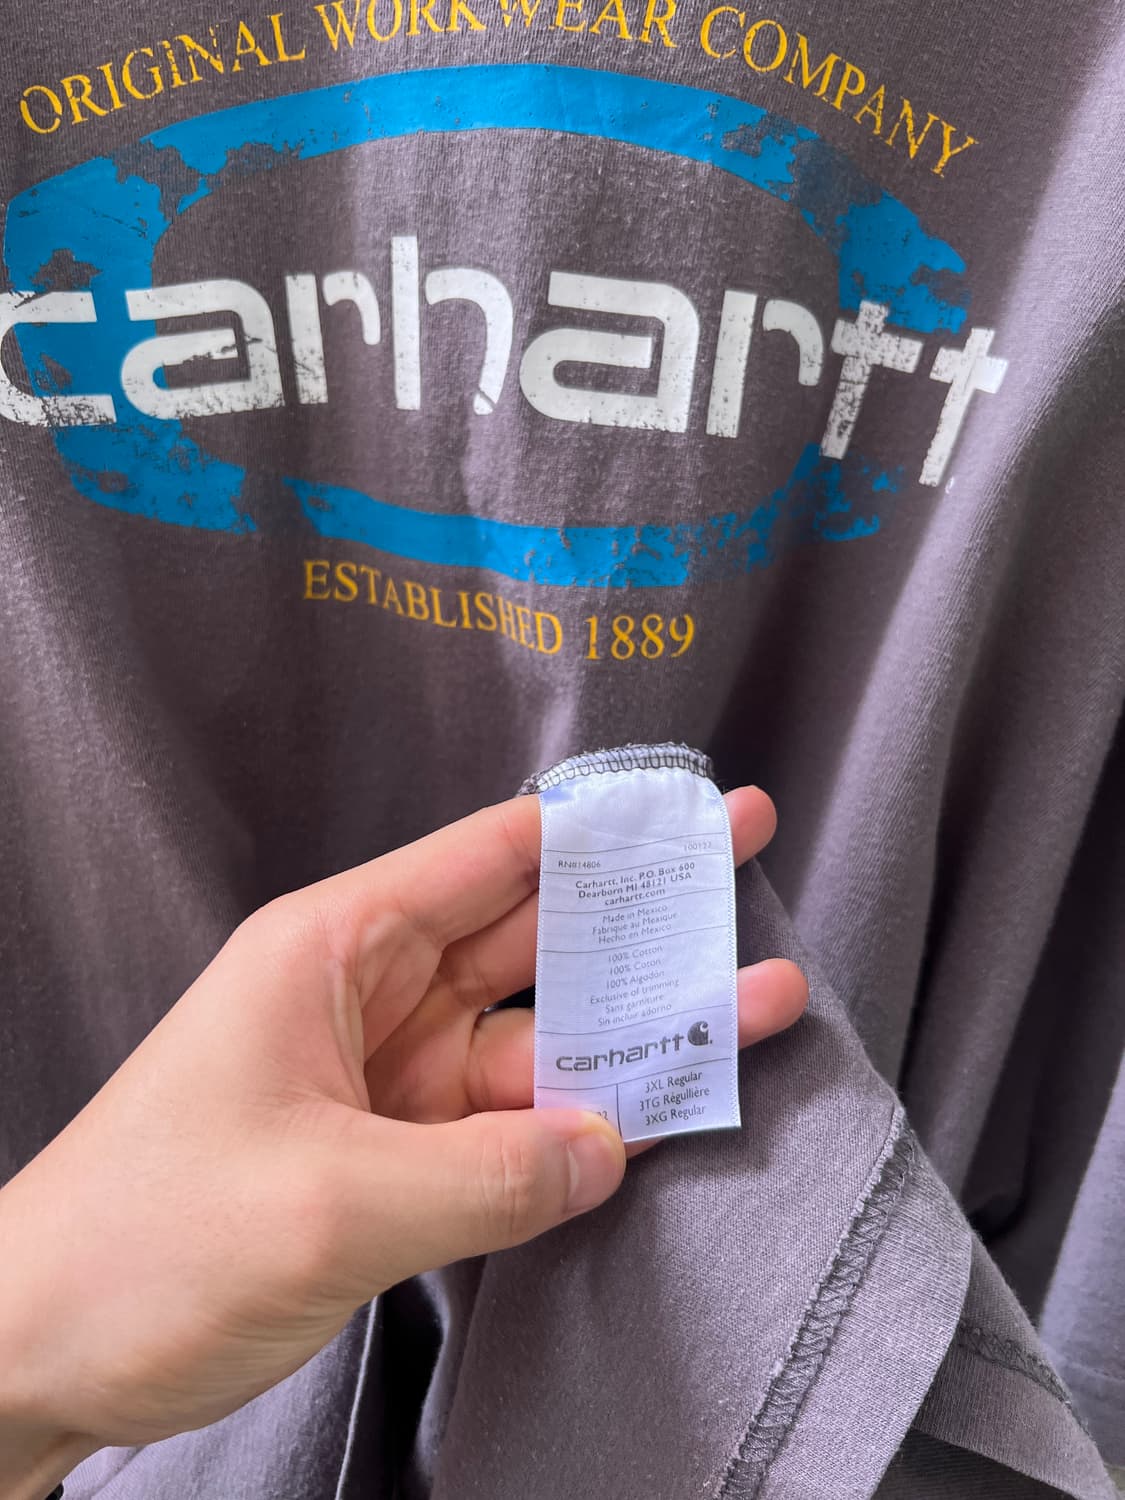 ORIGINAL WORKWEAR COMPANY
carhartt
ESTABLISHED 1889
RN#14806
Carhartt, Inc. P.O. Box 600
Dearborn MI 48121 USA
carhartt.com
Made in Mexico
Fabriqué au Mexique
Hecho en Mexico
100% Cotton
100% Coton
100% Algodon
Exclusive of trimming
Sans garniture
Sin incluir adorno
carhartt
3XL Regular
3TG Régullière
3XG Regular